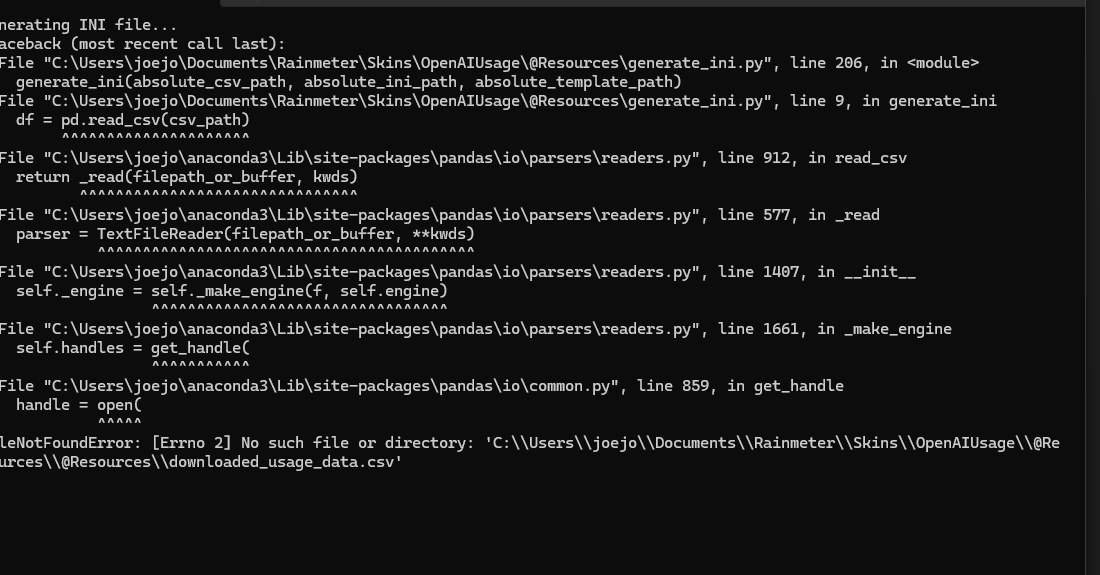 nerating INI file...
aceback (most recent call last):
File "C:\Users\joejo\Documents\Rainmeter\Skins\OpenAIUsage\@Resources\generate_ini.py", line 206, in <module>
generate_ini(absolute_csv_path, absolute_ini_path, absolute_template_path)
File "C:\Users\joejo\Documents\Rainmeter\Skins\OpenAIUsage\@Resources\generate_ini.py", line 9, in generate_ini
df = pd.read_csv(csv_path)
^^^^^^^^^^^^^^^^^^^^^
File "C:\Users\joejo\anaconda3\Lib\site-packages\pandas\io\parsers\readers.py", line 912, in read_csv
return _read(filepath_or_buffer, kwds)
^^^^^^^^^^^^^^^^^^^^^^^^^^^^^^^
File "C:\Users\joejo\anaconda3\Lib\site-packages\pandas\io\parsers\readers.py", line 577, in _read
parser = TextFileReader(filepath_or_buffer, **kwds)
^^^^^^^^^^^^^^^^^^^^^^^^^^^^^^^^^^^^^^^^^^
File "C:\Users\joejo\anaconda3\Lib\site-packages\pandas\io\parsers\readers.py", line 1407, in __init__
self._engine = self._make_engine(f, self.engine)
^^^^^^^^^^^^^^^^^^^^^^^^^^^^^^^^^
File "C:\Users\joejo\anaconda3\Lib\site-packages\pandas\io\parsers\readers.py", line 1661, in _make_engine
self.handles = get_handle(
^^^^^^^^^^^
File "C:\Users\joejo\anaconda3\Lib\site-packages\pandas\io\common.py", line 859, in get_handle
handle = open(
^^^^^
leNotFoundError: [Errno 2] No such file or directory: 'C:\\Users\\joejo\\Documents\\Rainmeter\\Skins\\OpenAIUsage\\@Re
urces\\@Resources\\downloaded_usage_data.csv'